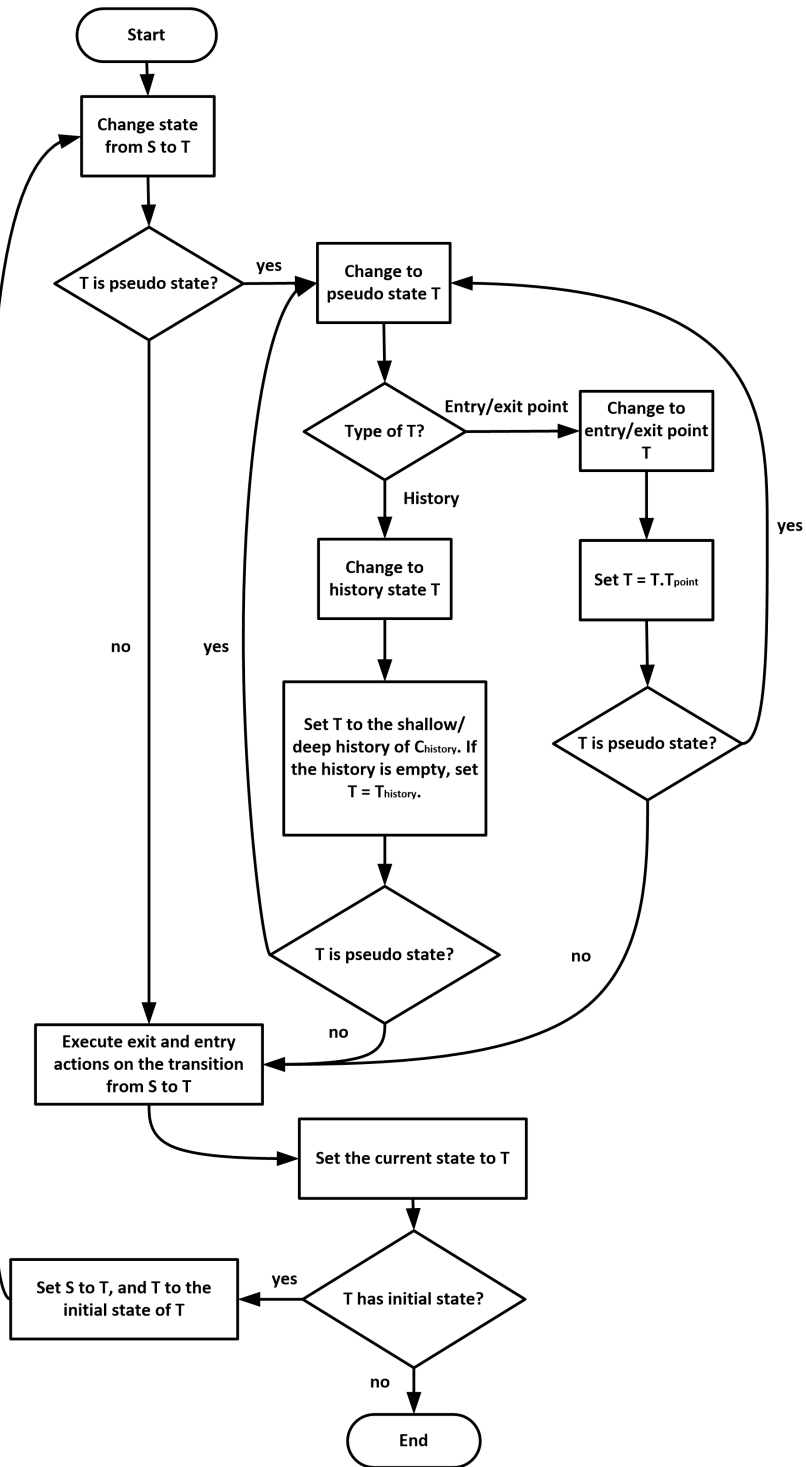 Start
Change state
from S to T
T is pseudo state?
yes
Change to
pseudo state T
Type of T?
Entry/exit point
Change to
entry/exit point
T
History
yes
Change to
history state T
Set T = T.Tpoint
no
yes
Set T to the shallow/
deep history of Chistory. If
the history is empty, set
T = Thistory.
T is pseudo state?
T is pseudo state?
no
no
Execute exit and entry
actions on the transition
from S to T
Set the current state to T
T has initial state?
yes
Set S to T, and T to the
initial state of T
no
End